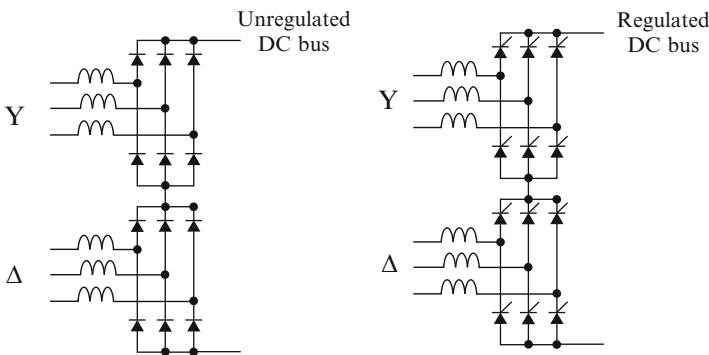 Unregulated
DC bus
Y
Δ
Regulated
DC bus
Y
Δ